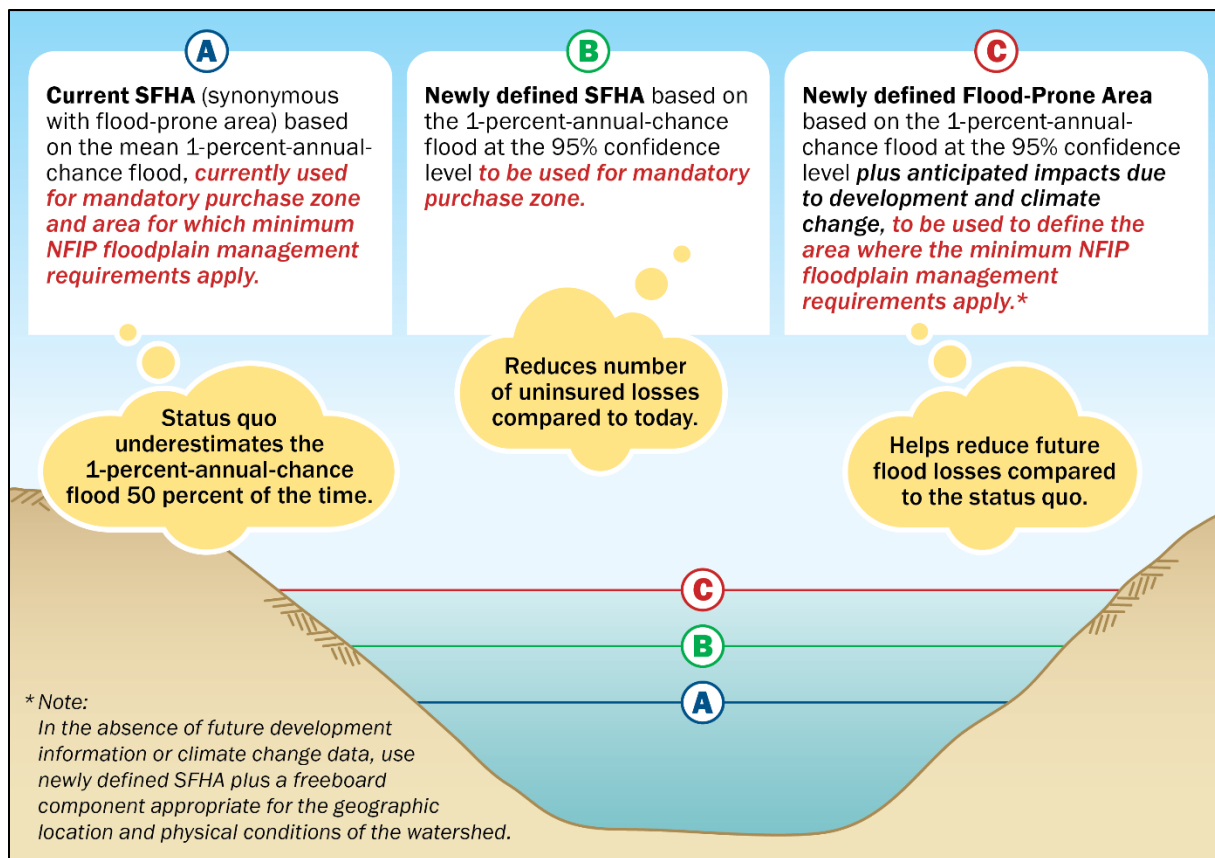 A
Current SFHA (synonymous
with flood-prone area) based
on the mean 1-percent-annual-
chance flood, currently used
for mandatory purchase zone
and area for which minimum
NFIP floodplain management
requirements apply.
Status quo
underestimates the
1-percent-annual-chance
flood 50 percent of the time.
B
Newly defined SFHA based on
the 1-percent-annual-chance
flood at the 95% confidence
level to be used for mandatory
purchase zone.
Reduces number
of uninsured losses
compared to today.
C
Newly defined Flood-Prone Area
based on the 1-percent-annual-
chance flood at the 95% confidence
level plus anticipated impacts due
to development and climate
change, to be used to define the
area where the minimum NFIP
floodplain management
requirements apply.*
Helps reduce future
flood losses compared
to the status quo.
C
B
A
* Note:
In the absence of future development
information or climate change data, use
newly defined SFHA plus a freeboard
component appropriate for the geographic
location and physical conditions of the watershed.